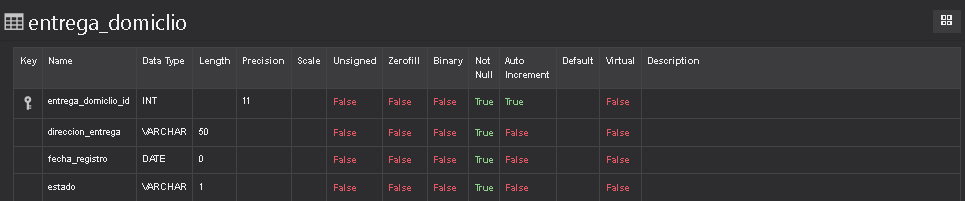 entrega_domiclio
Key Name Data Type Length Precision Scale Unsigned Zerofill Binary Not Null Auto Increment Default Virtual Description
entrega_domiclio_id INT 11 False False False True True False
direccion_entrega VARCHAR 50 False False False True False False
fecha_registro DATE 0 False False False True False False
estado VARCHAR 1 False False False True False False